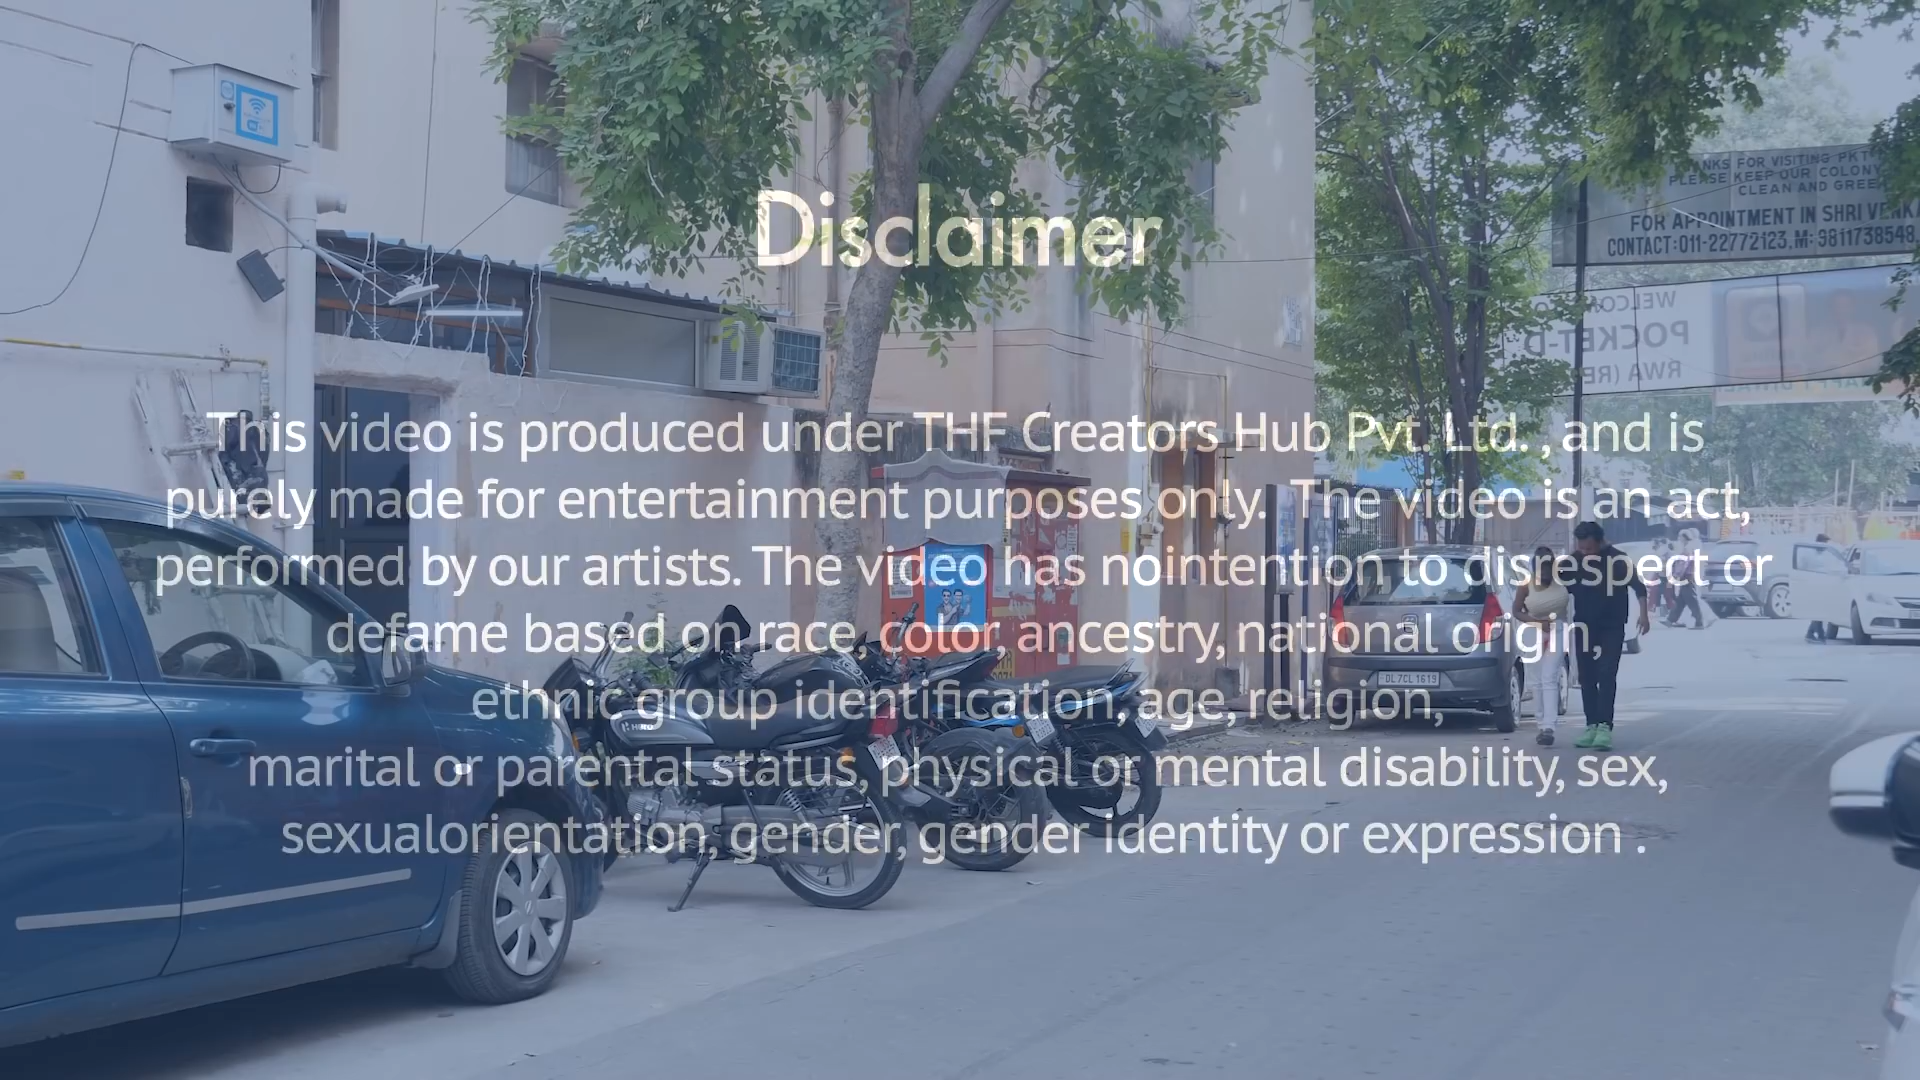 Disclaimer
This video is produced under THF Creators Hub Pvt. Ltd. , and is
purely made for entertainment purposes only. The video is an act,
performed by our artists. The video has nointention to disrespect or
defame based on race, color, ancestry, national origin,
ethnic group identification, age, religion,
marital or parental status, physical or mental disability, sex,
sexualorientation, gender, gender identity or expression .
FOR VISITING
PLEASE KEEP OUR COLONY
CLEAN AND
FOR APPOINTMENT IN SHRI
CONTACT:011-22772123, M: 9811738548,
POCKET-D
RWA
DL7CL1619